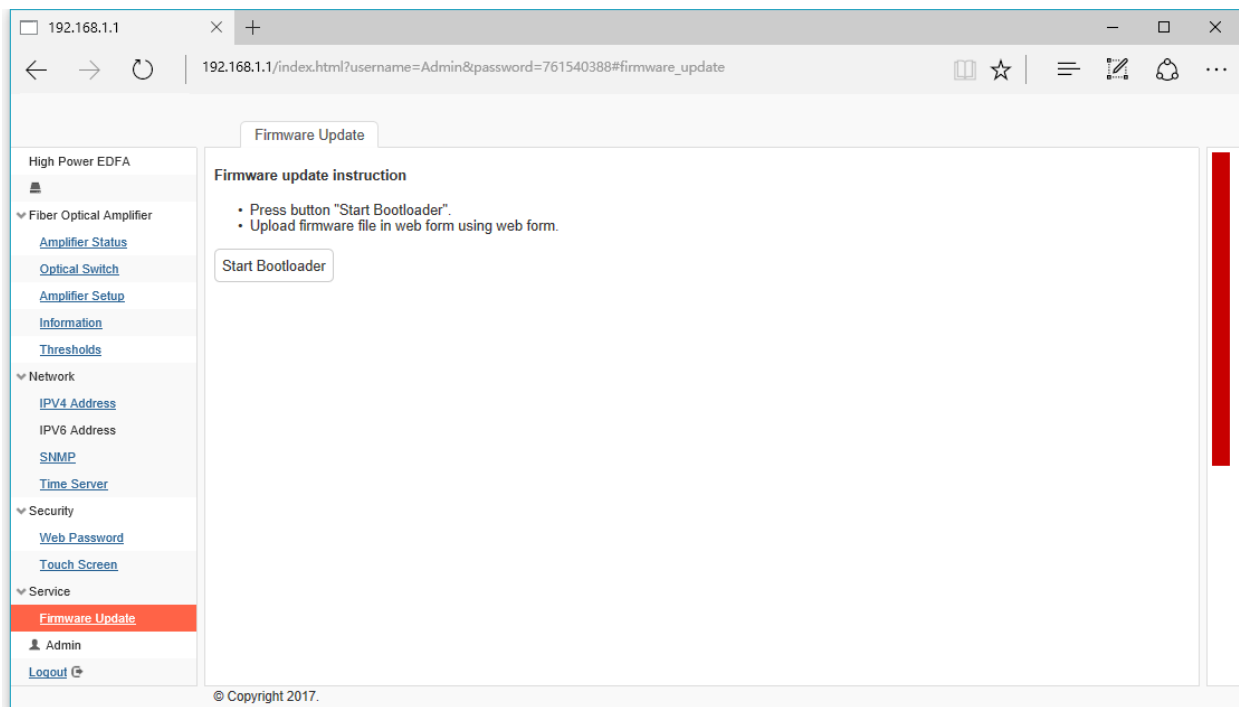 192.168.1.1
192.168.1.1/index.html?username=Admin&password=761540388#firmware_update
Firmware Update
High Power EDFA
Fiber Optical Amplifier
Amplifier Status
Optical Switch
Amplifier Setup
Information
Thresholds
Network
IPV4 Address
IPV6 Address
SNMP
Time Server
Security
Web Password
Touch Screen
Service
Firmware Update
Admin
Logout
Firmware update instruction
• Press button "Start Bootloader".
• Upload firmware file in web form using web form.
Start Bootloader
© Copyright 2017.